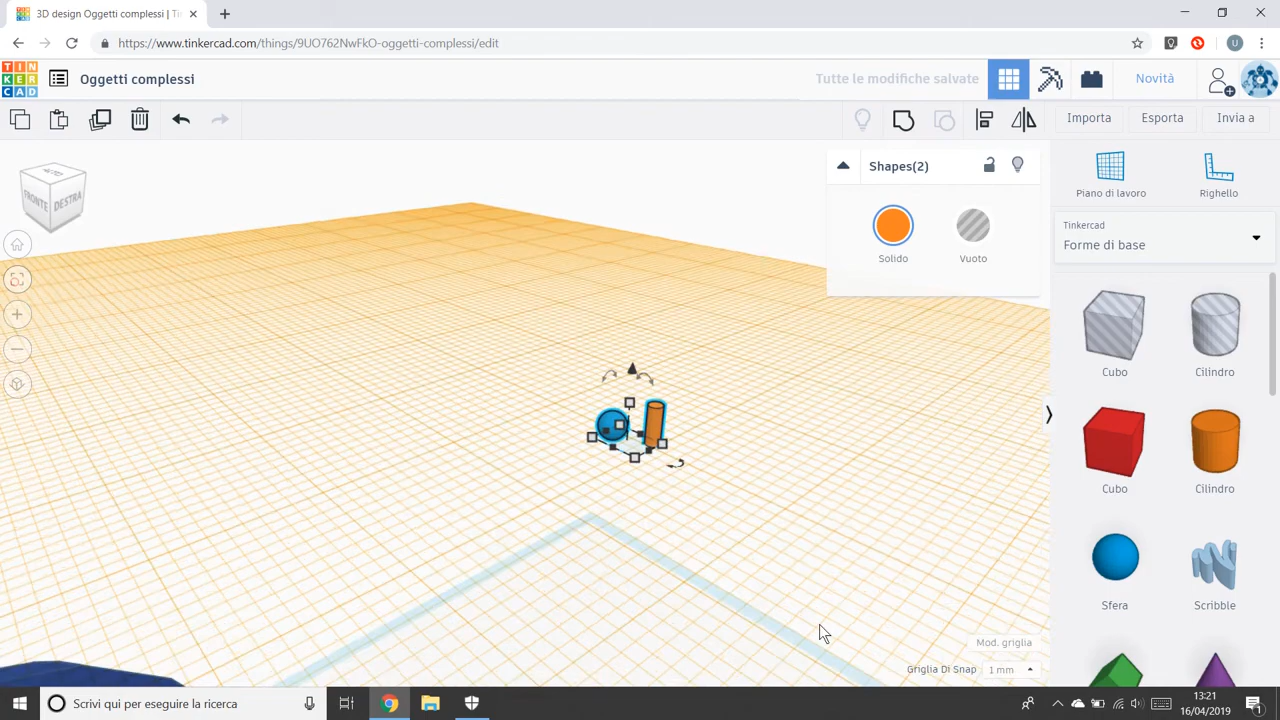 3D design Oggetti complessi | Ti
https://www.tinkercad.com/things/9UO762NwFkO-oggetti-complessi/edit
U
TIN
KER
CAD
Oggetti complessi
Tutte le modifiche salvate
Novità
Importa
Esporta
Invia a
Shapes(2)
Solido
Vuoto
Piano di lavoro
Righello
Tinkercad
Forme di base
ALTO
FRONTE
DESTRA
Cubo
Cilindro
Cubo
Cilindro
Sfera
Scribble
Mod. griglia
Griglia Di Snap
1 mm
Scrivi qui per eseguire la ricerca
13:21
16/04/2019
1